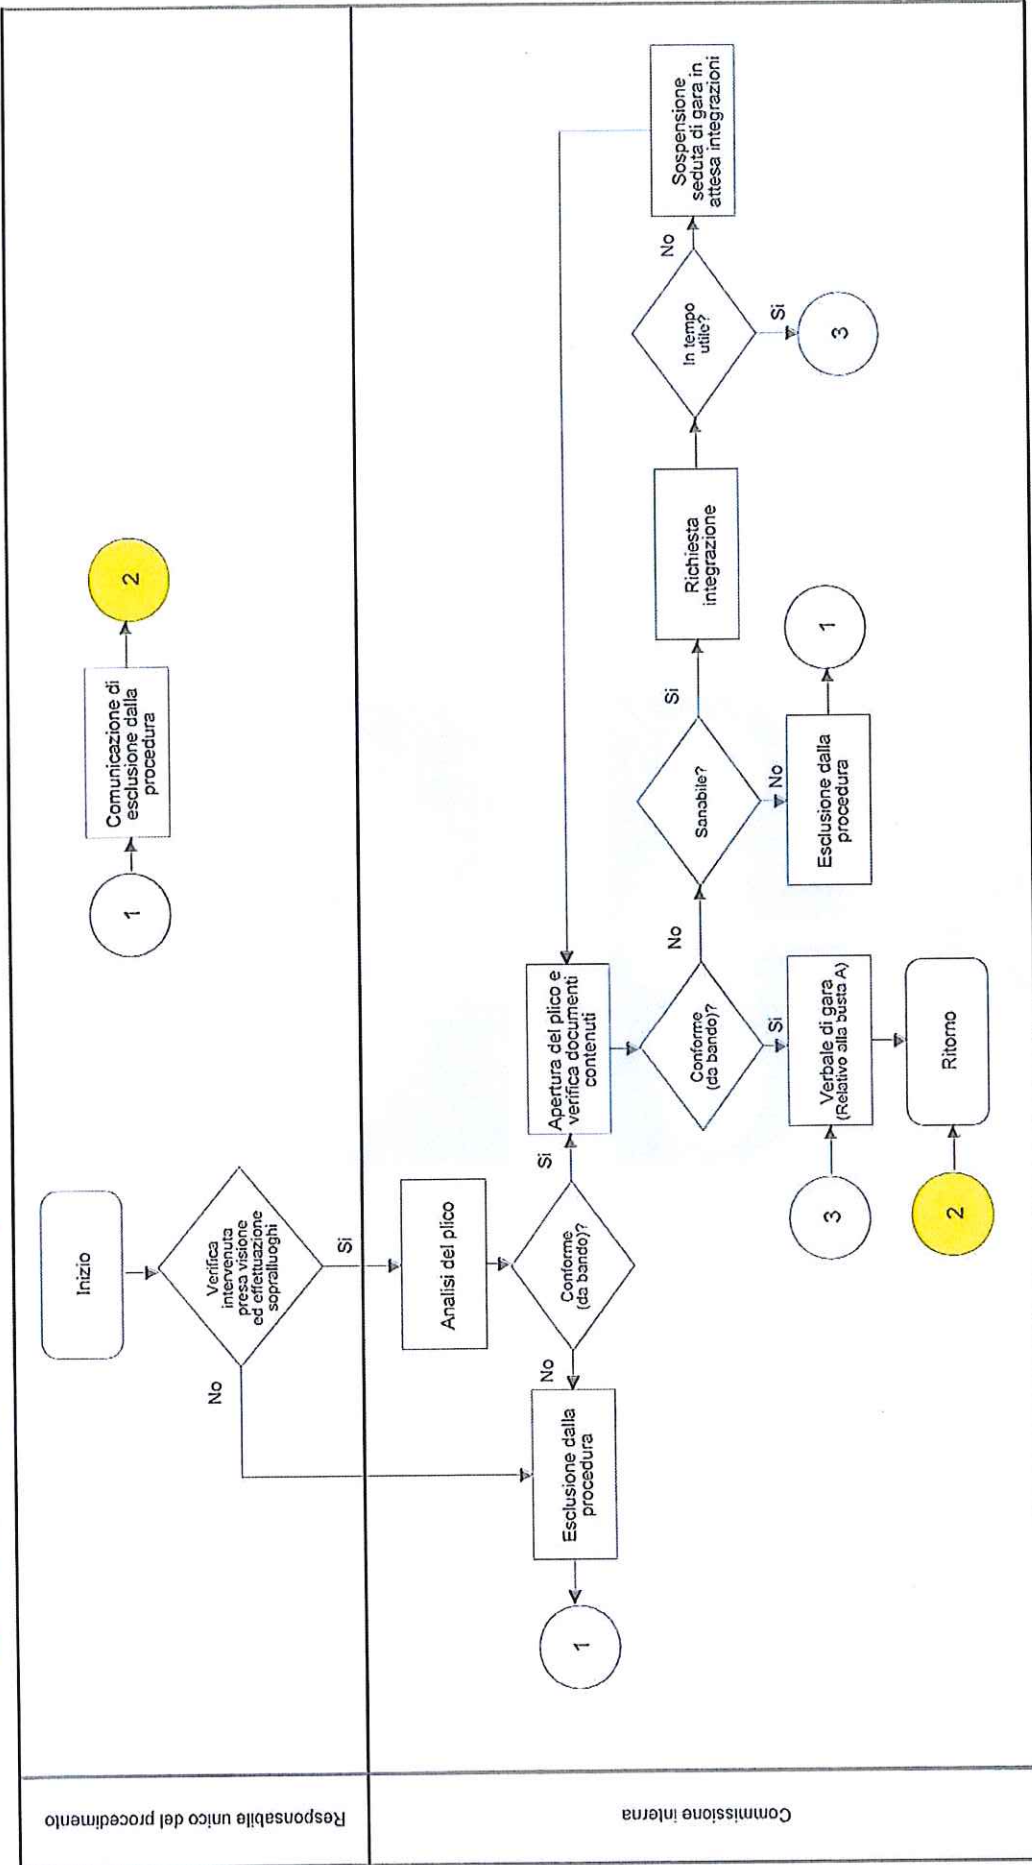 Responsabile unico del procedimento
Inizio
Verifica
intervenuta
presa visione
ed effettuazione
sopralluoghi
No
Si
1
Comunicazione di
esclusione dalla
procedura
2
Commissione interna
Analisi del plico
Conforme
(da bando)?
No
Si
Esclusione dalla
procedura
1
Apertura del plico e
verifica documenti
contenuti
Conforme
(da bando)?
No
Si
Sanabile?
Si
No
Richiesta
integrazione
In tempo
utile?
No
Si
Sospensione
seduta di gara in
attesa integrazioni
3
Esclusione dalla
procedura
1
3
Verbale di gara
(Relativo alla busta A)
2
Ritorno